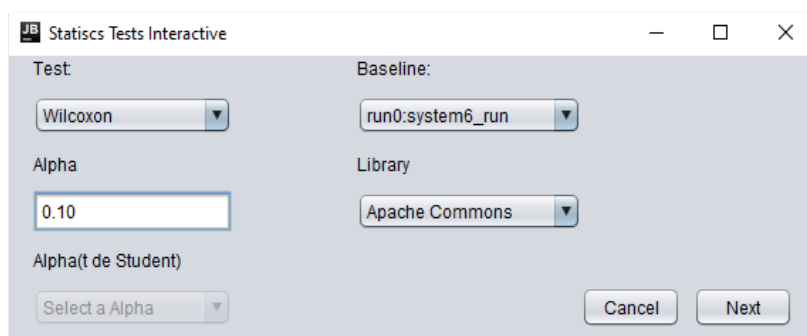 JB Statiscs Tests Interactive
Test: Baseline:
Wilcoxon run0:system6_run
Alpha Library
0.10 Apache Commons
Alpha(t de Student)
Select a Alpha Cancel Next